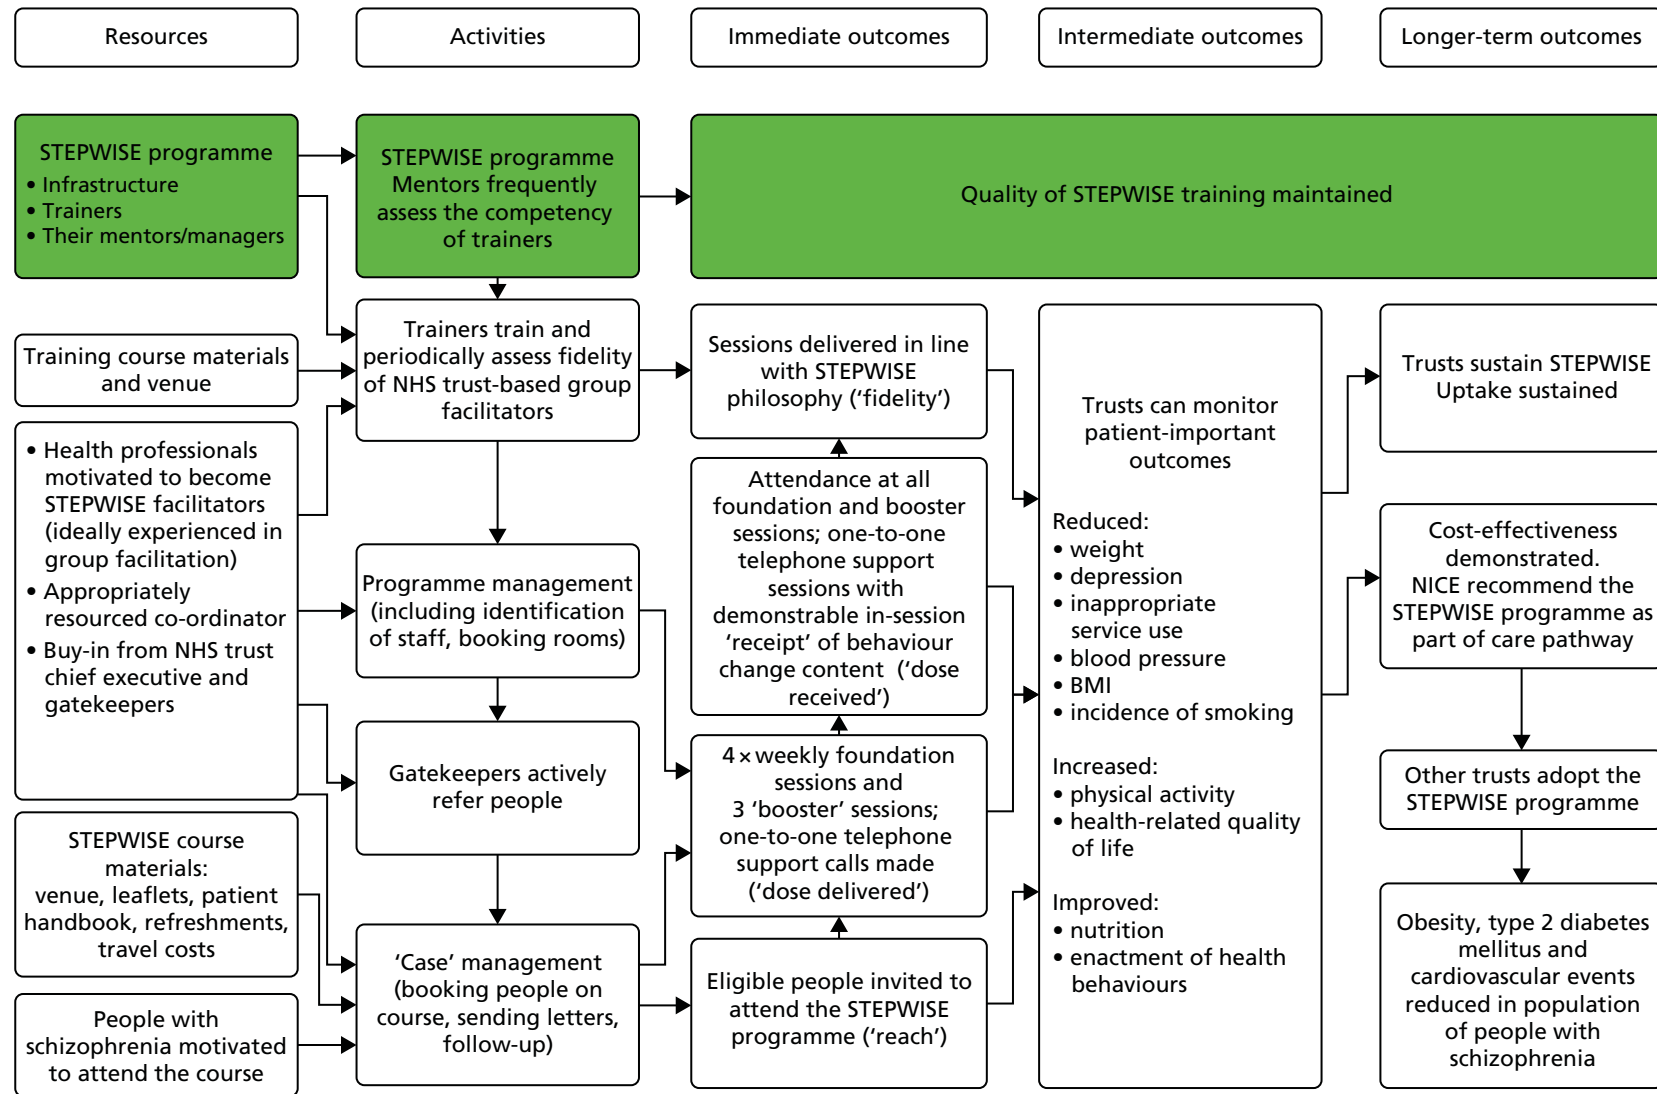 Resources
Activities
Immediate outcomes
Intermediate outcomes
Longer-term outcomes
STEPWISE programme
• Infrastructure
• Trainers
• Their mentors/managers
STEPWISE programme
Mentors frequently
assess the competency
of trainers
Quality of STEPWISE training maintained
Training course materials
and venue
Trainers train and
periodically assess fidelity
of NHS trust-based group
facilitators
Sessions delivered in line
with STEPWISE
philosophy (‘fidelity’)
Trusts can monitor
patient-important
outcomes
Reduced:
• weight
• depression
• inappropriate
service use
• blood pressure
• BMI
• incidence of smoking
Increased:
• physical activity
• health-related quality
of life
Improved:
• nutrition
• enactment of health
behaviours
Trusts sustain STEPWISE
Uptake sustained
• Health professionals
motivated to become
STEPWISE facilitators
(ideally experienced in
group facilitation)
• Appropriately
resourced co-ordinator
• Buy-in from NHS trust
chief executive and
gatekeepers
Programme management
(including identification
of staff, booking rooms)
Attendance at all
foundation and booster
sessions; one-to-one
telephone support
sessions with
demonstrable in-session
‘receipt’ of behaviour
change content (‘dose
received’)
Cost-effectiveness
demonstrated.
NICE recommend the
STEPWISE programme as
part of care pathway
Gatekeepers actively
refer people
4 × weekly foundation
sessions and
3 ‘booster’ sessions;
one-to-one telephone
support calls made
(‘dose delivered’)
Other trusts adopt the
STEPWISE programme
STEPWISE course
materials:
venue, leaflets, patient
handbook, refreshments,
travel costs
‘Case’ management
(booking people on
course, sending letters,
follow-up)
Eligible people invited to
attend the STEPWISE
programme (‘reach’)
Obesity, type 2 diabetes
mellitus and
cardiovascular events
reduced in population
of people with
schizophrenia
People with
schizophrenia motivated
to attend the course